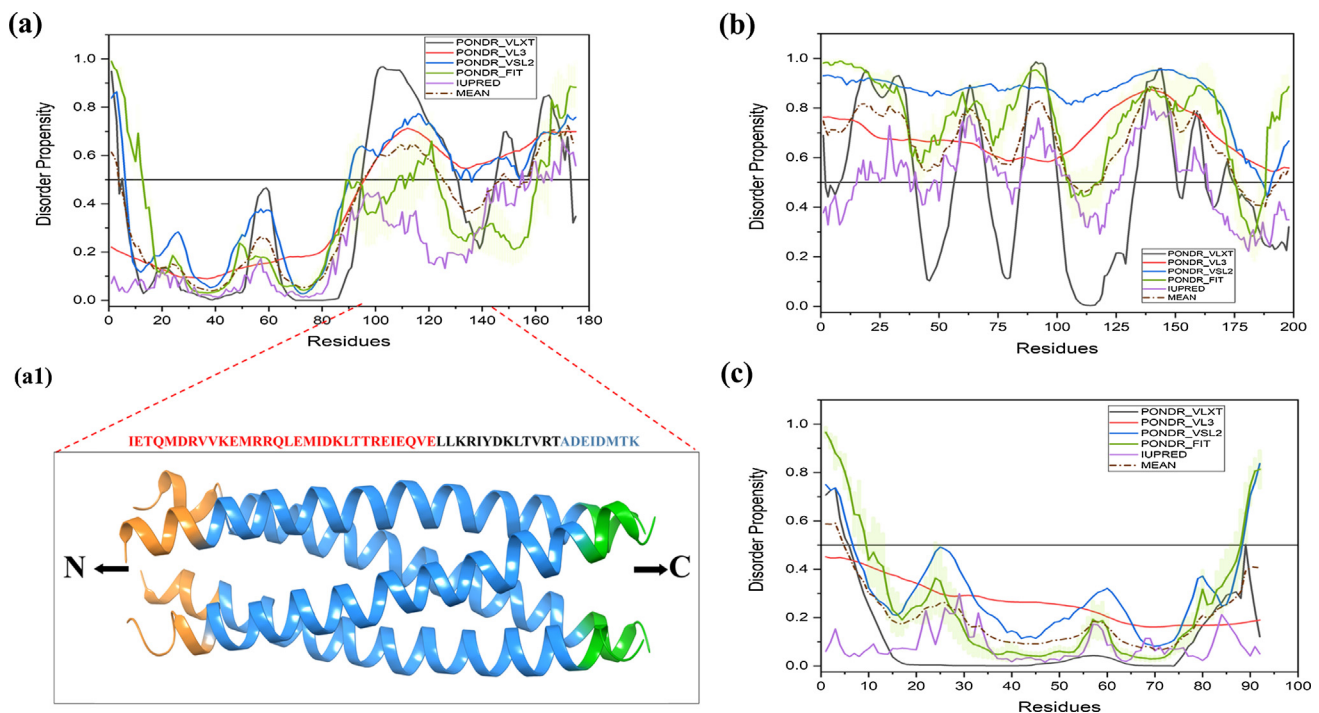 (a)
Disorder Propensity
1.0
0.8
0.6
0.4
0.2
0.0
PONDR_VLXT
PONDR_VL3
PONDR_VSL2
PONDR_FIT
IUPRED
MEAN
0 20 40 60 80 100 120 140 160 180
Residues
(b)
Disorder Propensity
1.0
0.8
0.6
0.4
0.2
0.0
PONDR_VLXT
PONDR_VL3
PONDR_VSL2
PONDR_FIT
IUPRED
MEAN
0 25 50 75 100 125 150 175 200
Residues
(a1)
IETQMDRVVKEMRRQLEMIDKLTTREIEQVELLKRIYDKLTVRTADEIDMTK
N
C
(c)
Disorder Propensity
1.0
0.8
0.6
0.4
0.2
0.0
PONDR_VLXT
PONDR_VL3
PONDR_VSL2
PONDR_FIT
IUPRED
MEAN
0 10 20 30 40 50 60 70 80 90 100
Residues